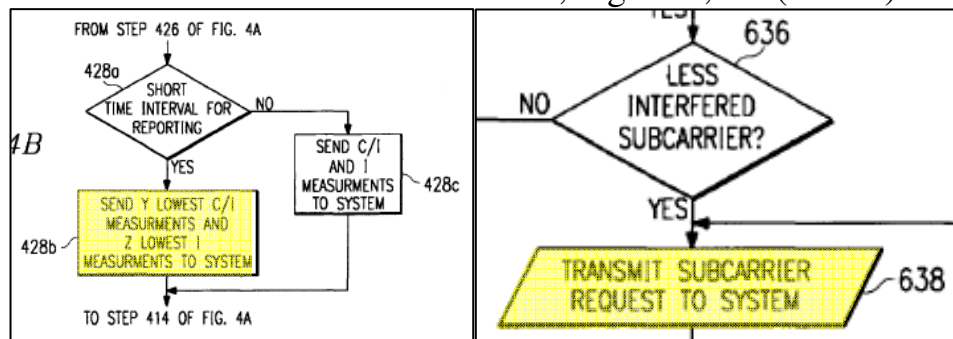 FROM STEP 426 OF FIG. 4A
428a
SHORT
TIME INTERVAL FOR
REPORTING
NO
4B
YES
SEND C/I
AND I
MEASURMENTS
TO SYSTEM
428c
SEND Y LOWEST C/I
MEASURMENTS AND
Z LOWEST I
MEASURMENTS TO SYSTEM
428b
TO STEP 414 OF FIG. 4A
YES
636
LESS
INTERFERED
SUBCARRIER?
NO
YES
TRANSMIT SUBCARRIER
REQUEST TO SYSTEM
638